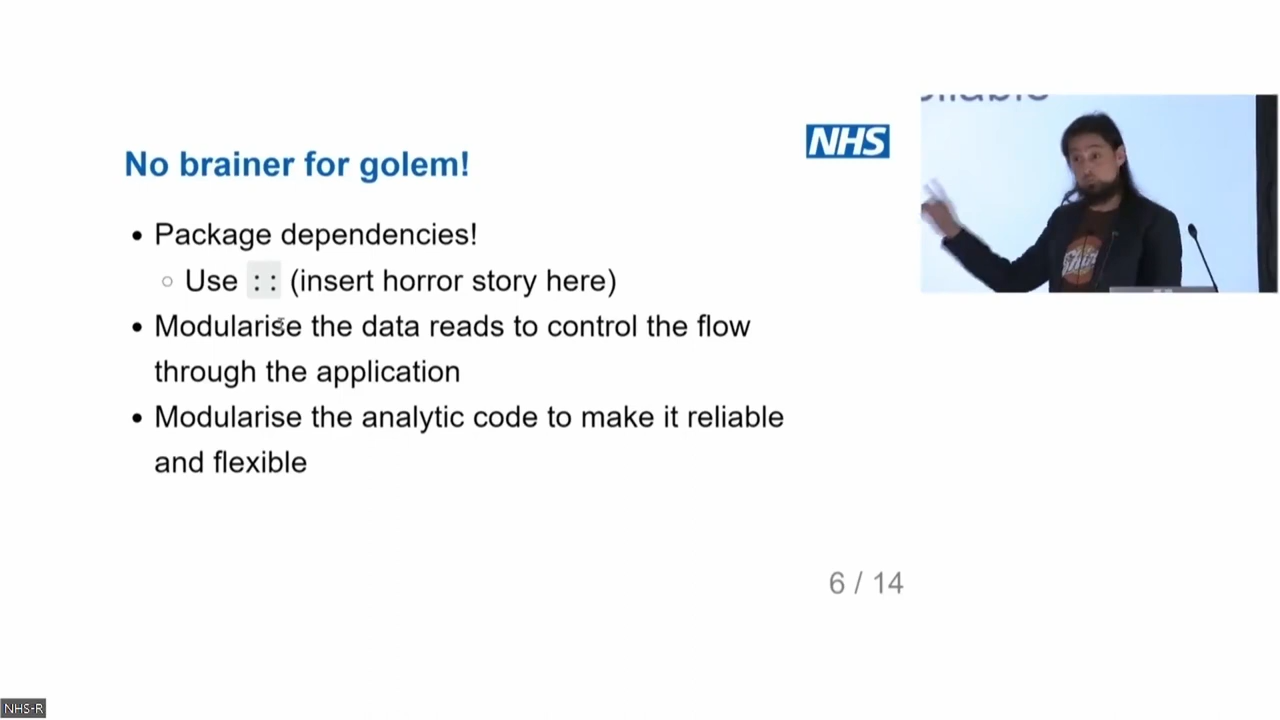 NHS
No brainer for golem!
Package dependencies!
Use :: (insert horror story here)
Modularise the data reads to control the flow
through the application
Modularise the analytic code to make it reliable
and flexible
6 / 14
NHS-R